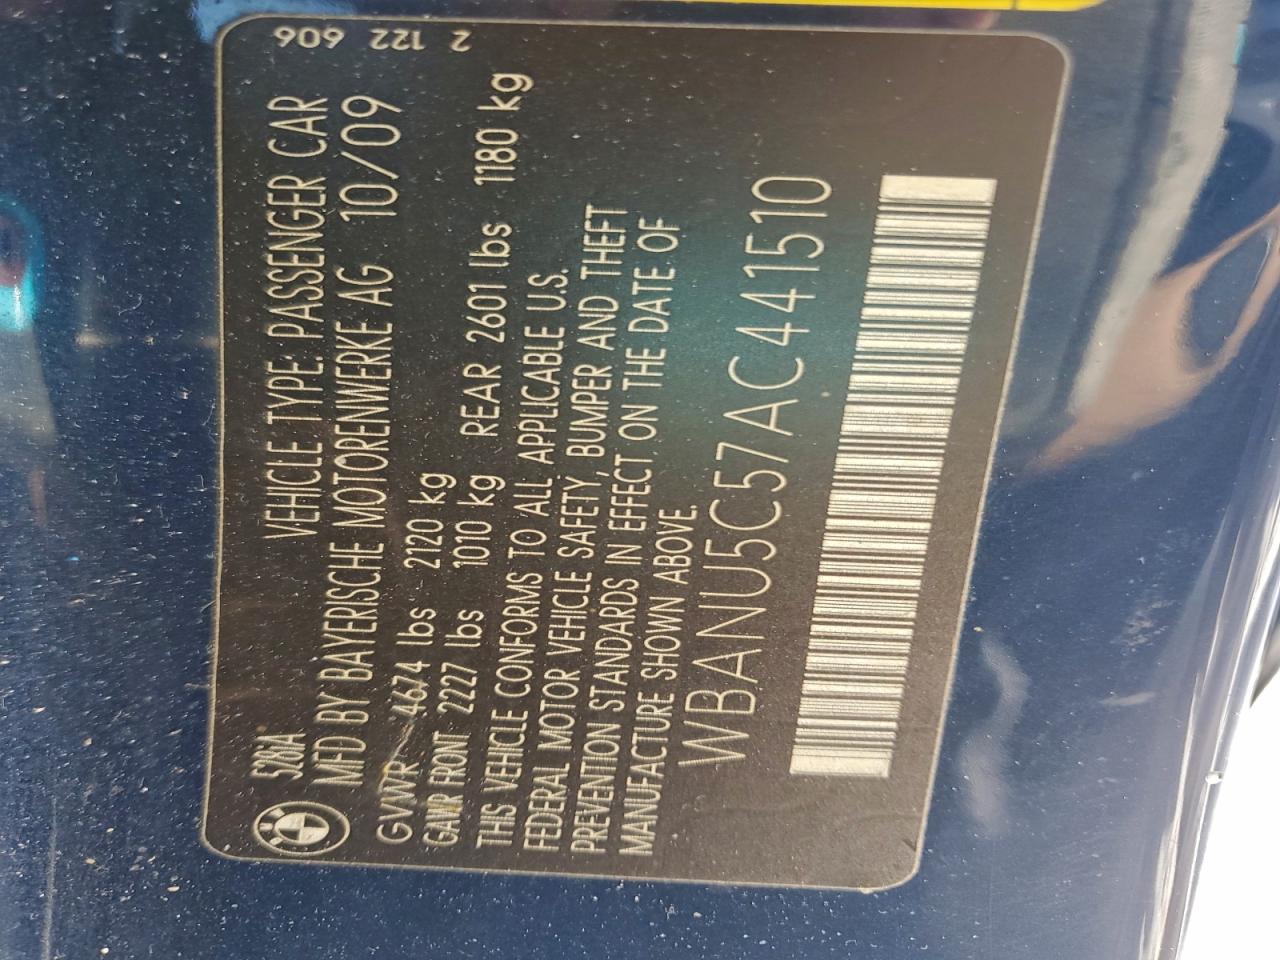 2 122 606
528iA VEHICLE TYPE: PASSENGER CAR
MFD BY BAYERISCHE MOTORENWERKE AG 10/09
GVWR 4674 lbs 2120 kg
GAWR FRONT 2227 lbs 1010 kg REAR 2601 lbs 1180 kg
THIS VEHICLE CONFORMS TO ALL APPLICABLE U.S.
FEDERAL MOTOR VEHICLE SAFETY, BUMPER AND THEFT
PREVENTION STANDARDS IN EFFECT ON THE DATE OF
MANUFACTURE SHOWN ABOVE.
WBANU5C57AC441510